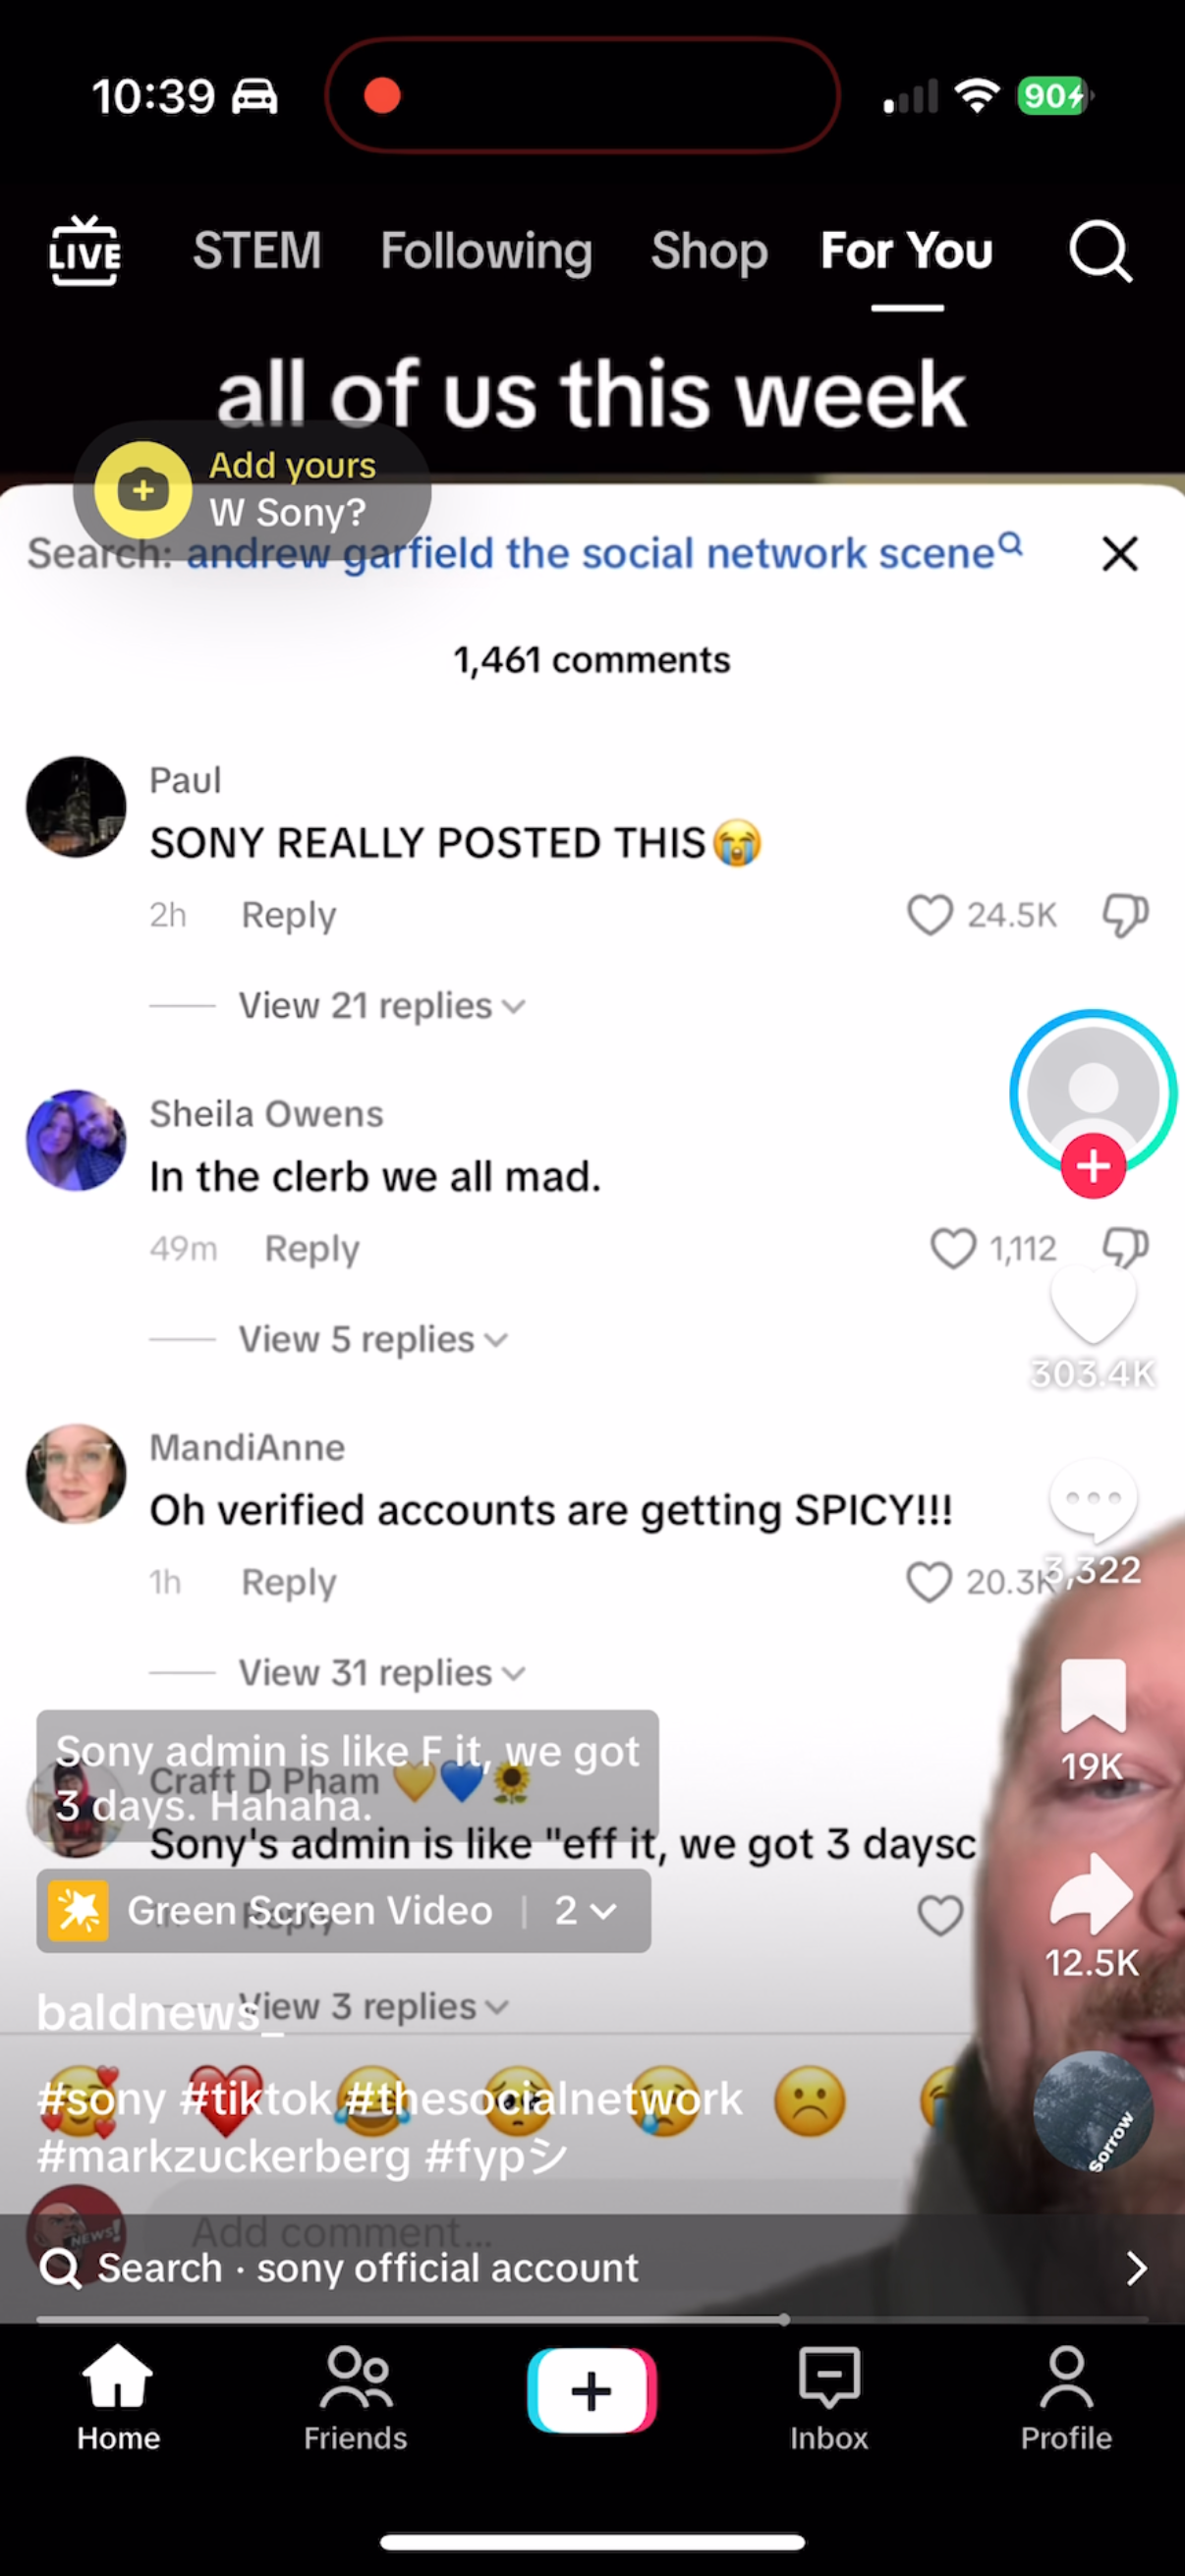 10:39
90
LIVE STEM Following Shop For You
all of us this week
Add yours
W Sony?
Search: andrew garfield the social network scene
1,461 comments
Paul
SONY REALLY POSTED THIS😭
2h Reply 24.5K
View 21 replies
Sheila Owens
In the clerb we all mad.
49m Reply 1,112
View 5 replies
303.4K
MandiAnne
Oh verified accounts are getting SPICY!!!
1h Reply 20.3K
3,322
View 31 replies
Sony admin is like F it, we got
3 days. Hahaha.
19K
Craft D Pham 💛💙🌻
Sony's admin is like "eff it, we got 3 daysc
Green Screen Video | 2
Reply
12.5K
baldnews_
View 3 replies
#sony #tiktok #thesocialnetwork
#markzuckerberg #fypシ
Sorrow
NEWS!
Add comment...
Search · sony official account
Home Friends Inbox Profile